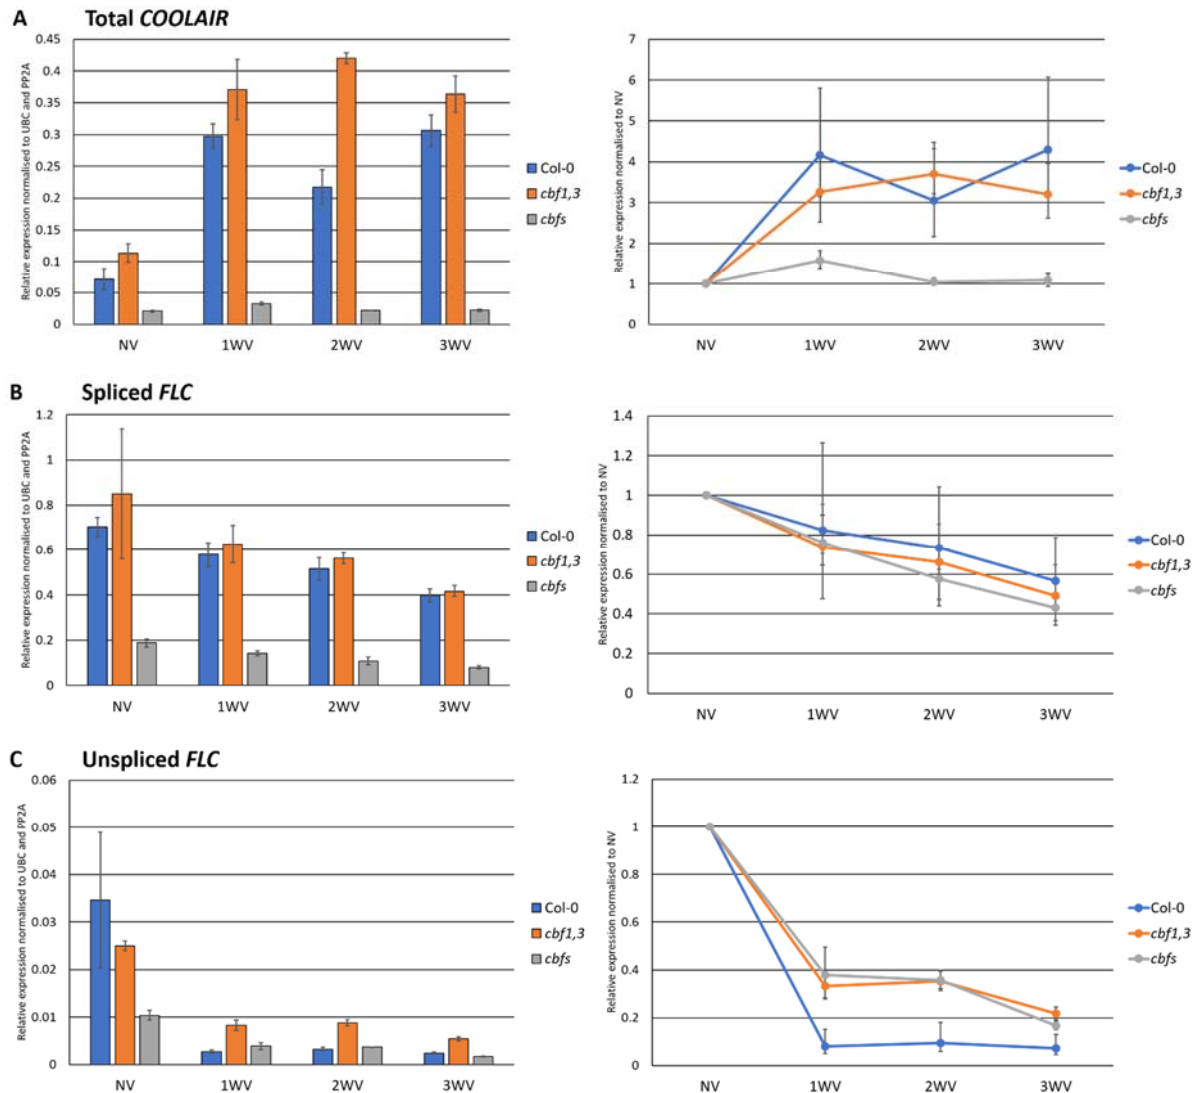 A Total COOLAIR
Relative expression normalised to UBC and PP2A
0.45
0.4
0.35
0.3
0.25
0.2
0.15
0.1
0.05
0
NV 1WV 2WV 3WV
Col-0
cbf1,3
cbfs
Relative expression normalised to NV
7
6
5
4
3
2
1
0
NV 1WV 2WV 3WV
Col-0
cbf1,3
cbfs
B Spliced FLC
Relative expression normalised to UBC and PP2A
1.2
1
0.8
0.6
0.4
0.2
0
NV 1WV 2WV 3WV
Col-0
cbf1,3
cbfs
Relative expression normalised to NV
1.4
1.2
1
0.8
0.6
0.4
0.2
0
NV 1WV 2WV 3WV
Col-0
cbf1,3
cbfs
C Unspliced FLC
Relative expression normalised to UBC and PP2A
0.06
0.05
0.04
0.03
0.02
0.01
0
NV 1WV 2WV 3WV
Col-0
cbf1,3
cbfs
Relative expression normalised to NV
1.2
1
0.8
0.6
0.4
0.2
0
NV 1WV 2WV 3WV
Col-0
cbf1,3
cbfs